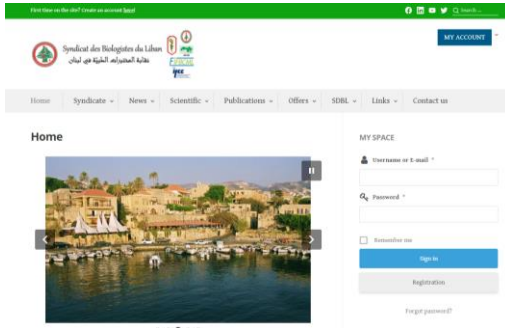 First time on the site? Create an account here!
Search ...
MY ACCOUNT
Syndicat des Biologistes du Liban
نقابة المختبرات الطبيّة في لبنان
Home Syndicate News Scientific Publications Offers SDBL Links Contact us
Home
MY SPACE
Username or E-mail *
Password *
Remember me
Sign in
Registration
Forgot password?